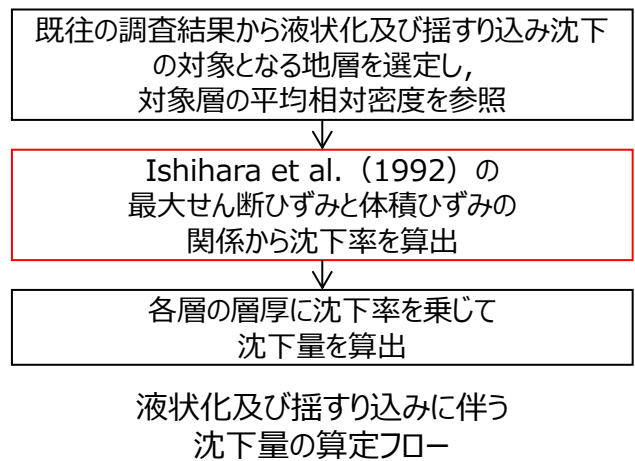 既往の調査結果から液状化及び揺すり込み沈下
の対象となる地層を選定し，
対象層の平均相対密度を参照
Ishihara et al.（1992）の
最大せん断ひずみと体積ひずみの
関係から沈下率を算出
各層の層厚に沈下率を乗じて
沈下量を算出
液状化及び揺すり込みに伴う
沈下量の算定フロー